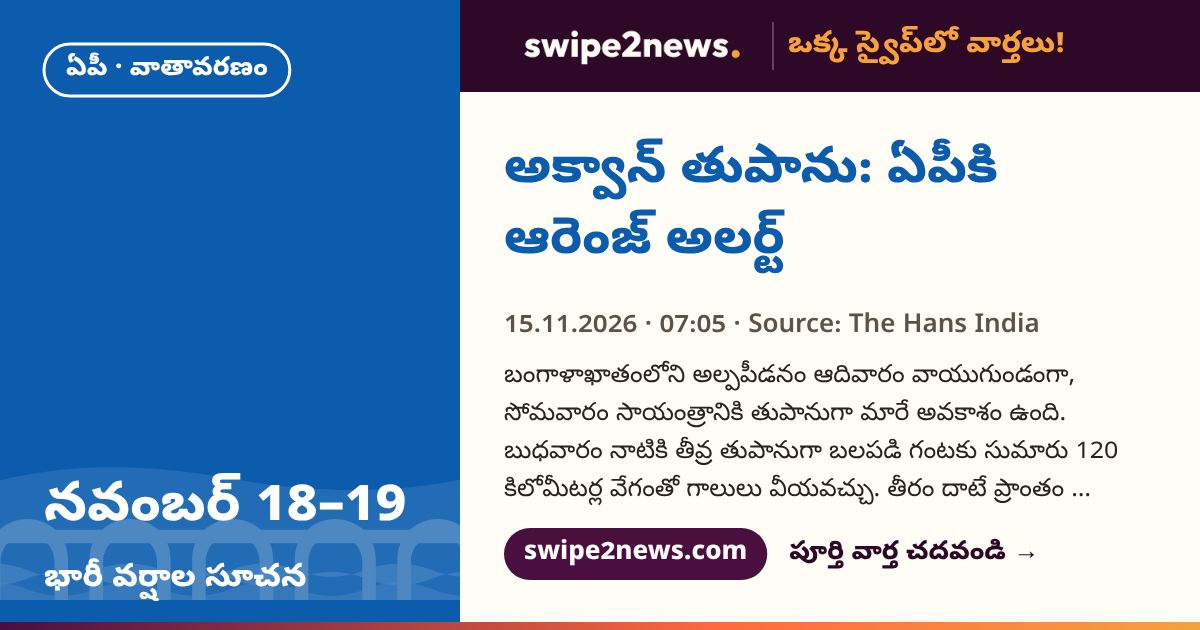 ఏపీ · వాతావరణం
నవంబర్ 18–19
భారీ వర్షాల సూచన
swipe2news.
ఒక్క స్వైప్‌లో వార్తలు!
అక్వాన్ తుపాను: ఏపీకి
ఆరెంజ్ అలర్ట్
15.11.2026 · 07:05 · Source: The Hans India
బంగాళాఖాతంలోని అల్పపీడనం ఆదివారం వాయుగుండంగా,
సోమవారం సాయంత్రానికి తుపానుగా మారే అవకాశం ఉంది.
బుధవారం నాటికి తీవ్ర తుపానుగా బలపడి గంటకు సుమారు 120
కిలోమీటర్ల వేగంతో గాలులు వీయవచ్చు. తీరం దాటే ప్రాంతం ...
swipe2news.com
పూర్తి వార్త చదవండి →